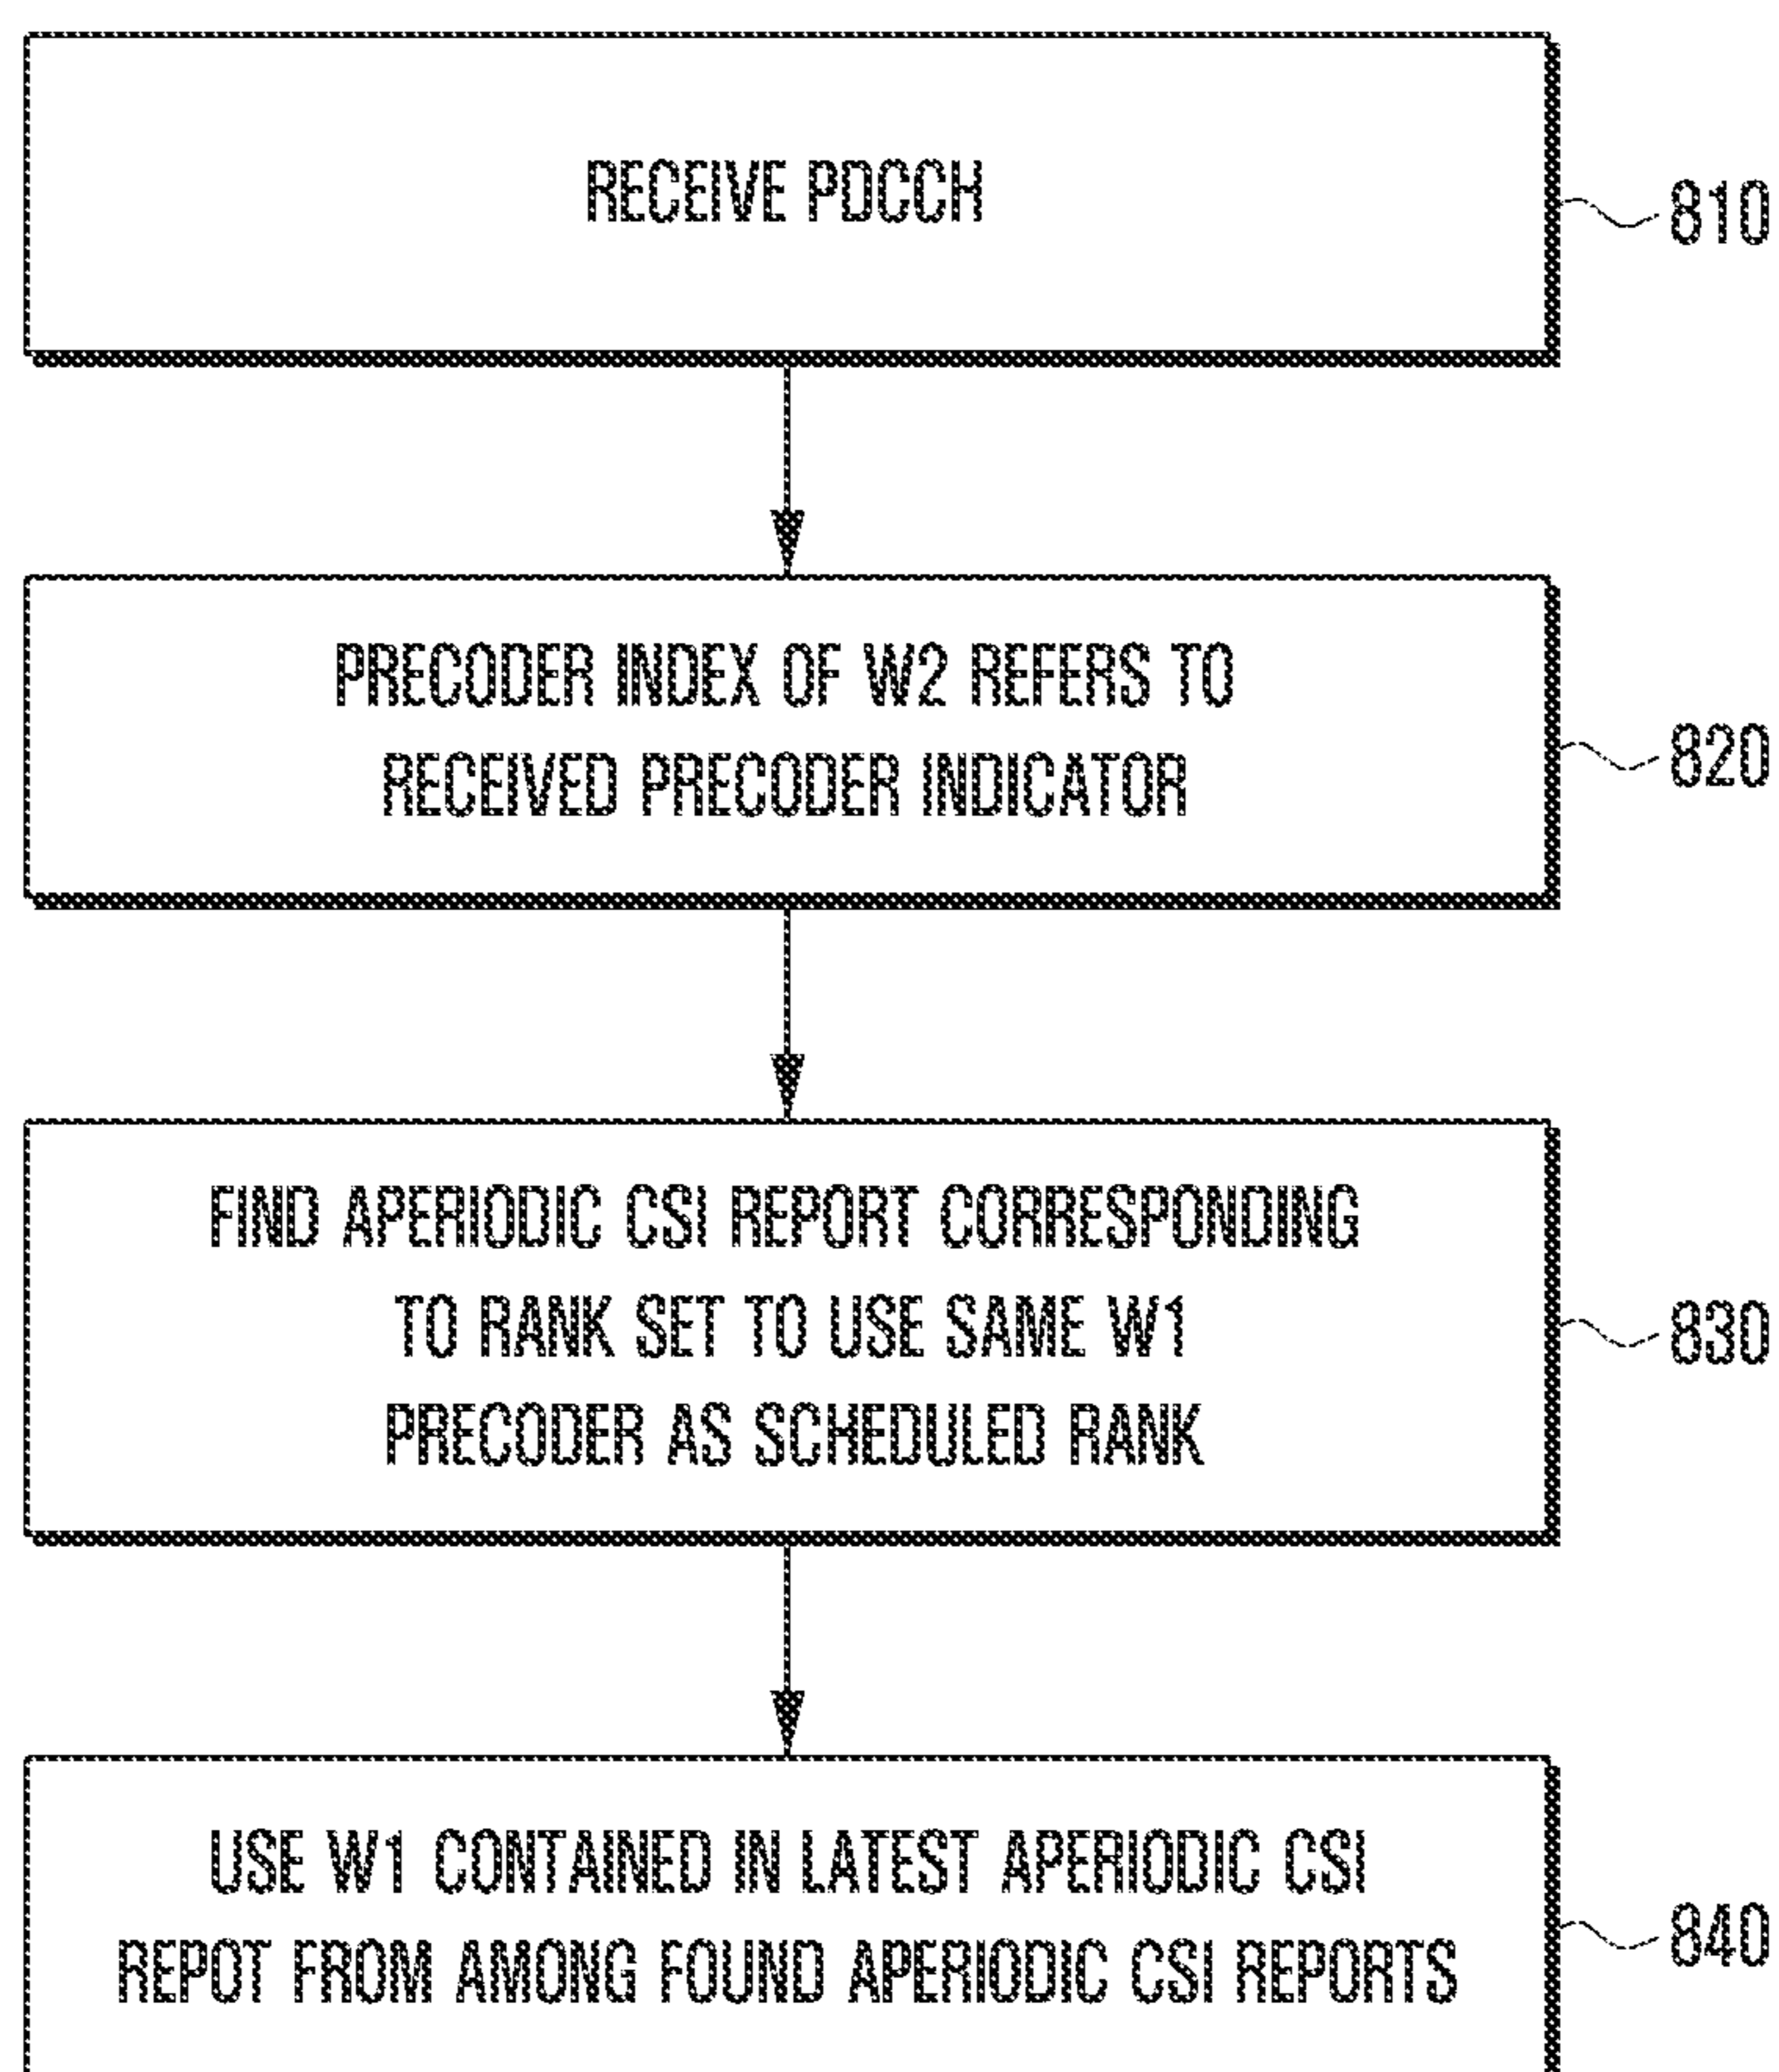 RECEIVE PDCCH
810
PRECODER INDEX OF W2 REFERS TO
RECEIVED PRECODER INDICATOR
820
FIND APERIODIC CSI REPORT CORRESPONDING
TO RANK SET TO USE SAME W1
PRECODER AS SCHEDULED RANK
830
USE W1 CONTAINED IN LATEST APERIODIC CSI
REPOT FROM AMONG FOUND APERIODIC CSI REPORTS
840